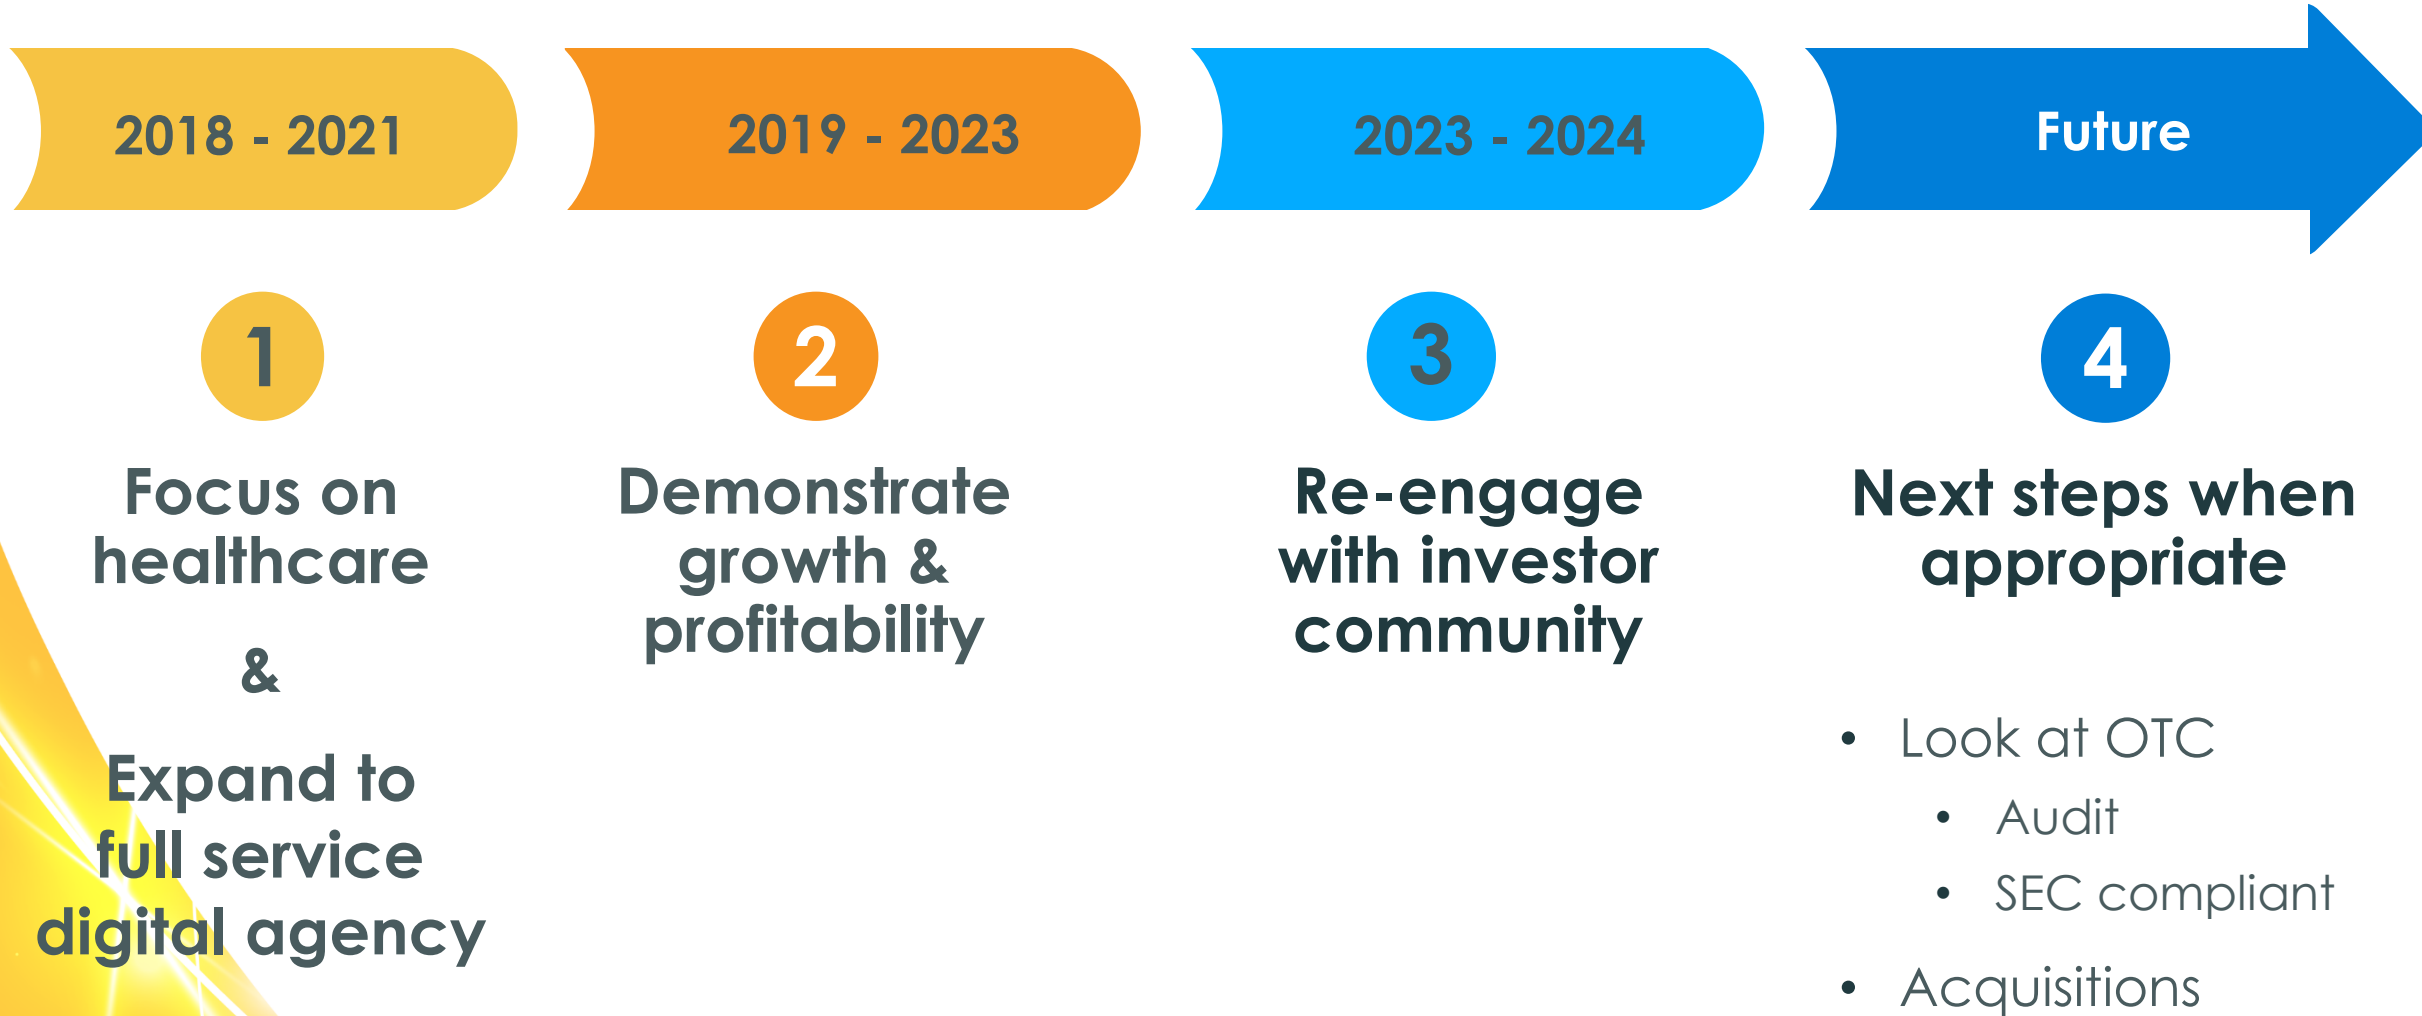 2018 - 2021
2019 - 2023
2023 - 2024
Future
1
Focus on
healthcare
&
Expand to
full service
digital agency
2
Demonstrate
growth &
profitability
3
Re-engage
with investor
community
4
Next steps when
appropriate
• Look at OTC
• Audit
• SEC compliant
• Acquisitions